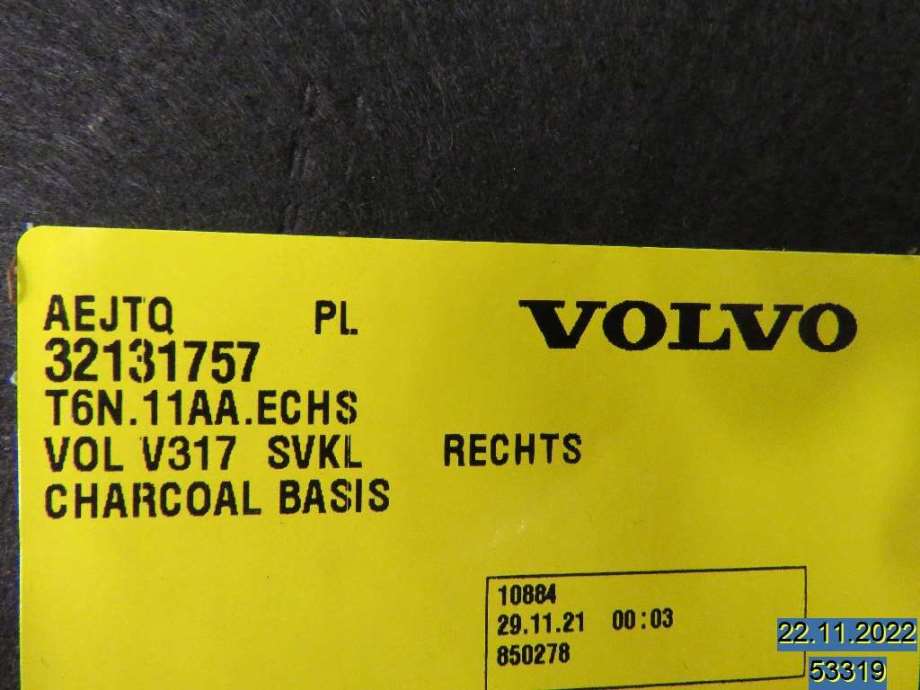 AEJTQ PL
VOLVO
32131757
T6N.11AA.ECHS
VOL V317 SVKL RECHTS
CHARCOAL BASIS
10884
29.11.21 00:03
850278
22.11.2022
53319